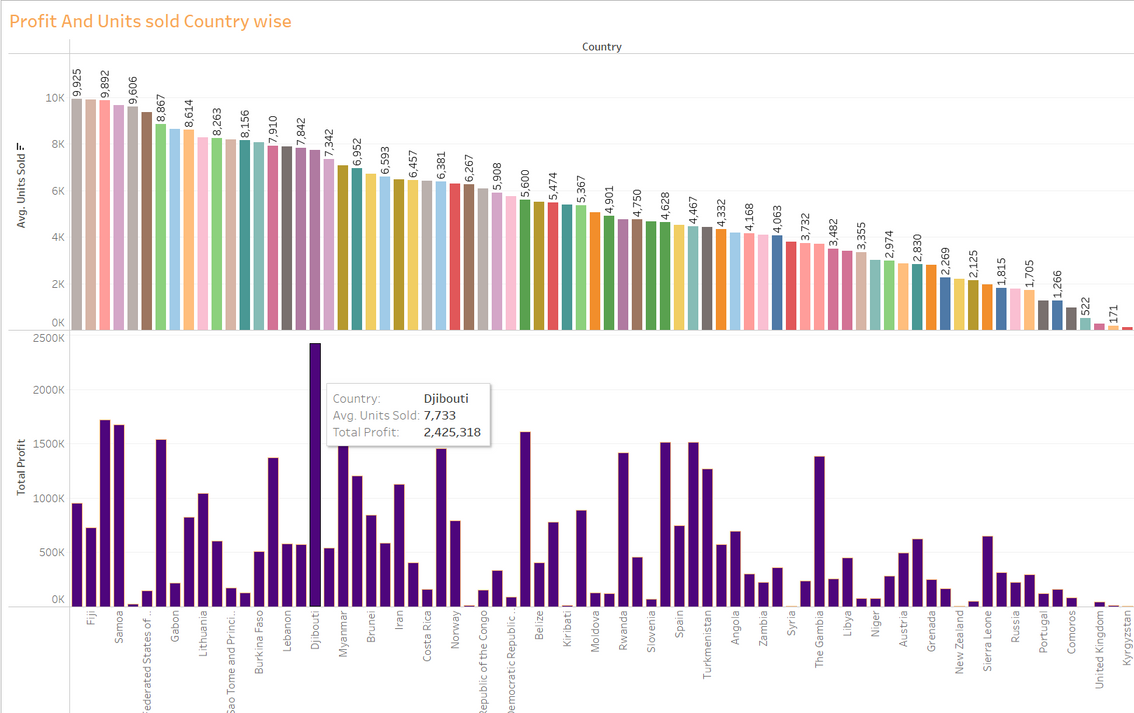 Profit And Units sold Country wise
Country
Avg. Units Sold
10K
8K
6K
4K
2K
0K
9,925
9,892
9,606
8,867
8,614
8,263
8,156
7,910
7,842
7,342
6,952
6,593
6,457
6,381
6,267
5,908
5,600
5,474
5,367
4,901
4,750
4,628
4,467
4,332
4,168
4,063
3,732
3,482
3,355
2,974
2,830
2,269
2,125
1,815
1,705
1,266
522
171
Total Profit
2500K
2000K
1500K
1000K
500K
0K
Country: Djibouti
Avg. Units Sold: 7,733
Total Profit: 2,425,318
Fiji
Samoa
Federated States of ..
Gabon
Lithuania
Sao Tome and Princi..
Burkina Faso
Lebanon
Djibouti
Myanmar
Brunei
Iran
Costa Rica
Norway
Republic of the Congo
Democratic Republic..
Belize
Kiribati
Moldova
Rwanda
Slovenia
Spain
Turkmenistan
Angola
Zambia
Syria
The Gambia
Libya
Niger
Austria
Grenada
New Zealand
Sierra Leone
Russia
Portugal
Comoros
United Kingdom
Kyrgyzstan